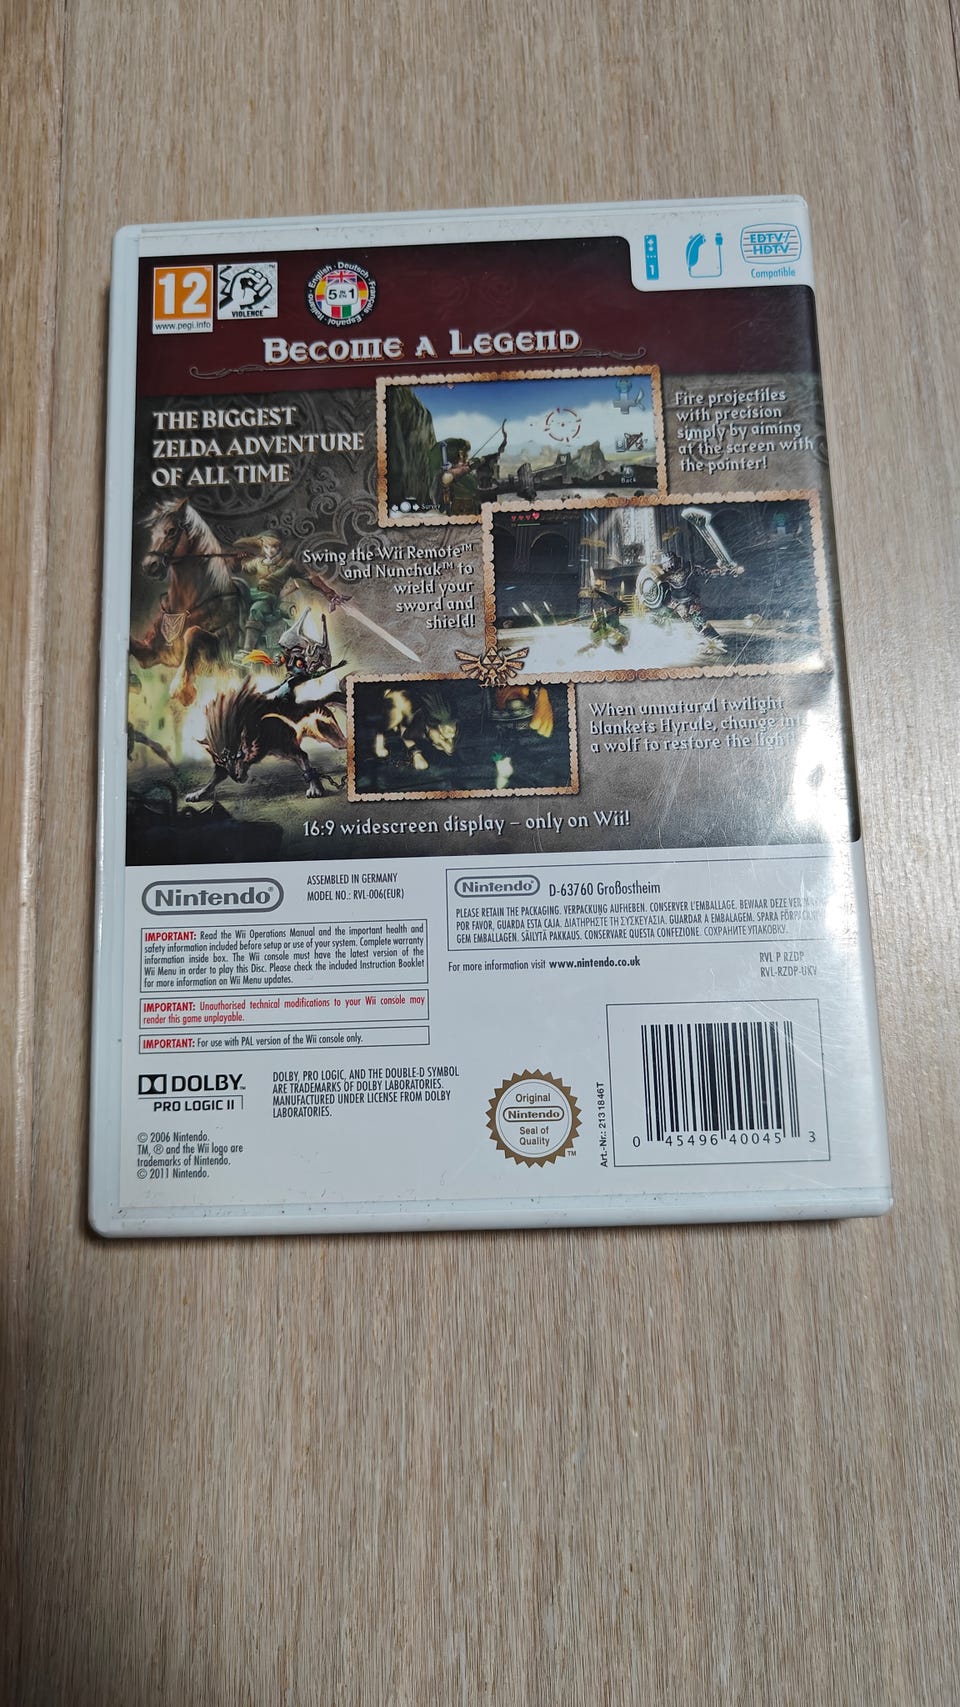 12
www.pegi.info
VIOLENCE
English · Deutsch · Français · Español · Italiano ·
5 IN 1
EDTV/
HDTV
Compatible
1
BECOME A LEGEND
THE BIGGEST
ZELDA ADVENTURE
OF ALL TIME
Fire projectiles
with precision
simply by aiming
at the screen with
the pointer!
Survey
Back
Swing the Wii Remote™
and Nunchuk™ to
wield your
sword and
shield!
When unnatural twilight
blankets Hyrule, change
a wolf to restore the light!
16:9 widescreen display – only on Wii!
Nintendo®
ASSEMBLED IN GERMANY
MODEL NO.: RVL-006(EUR)
IMPORTANT: Read the Wii Operations Manual and the important health and
safety information included before setup or use of your system. Complete warranty
information inside box. The Wii console must have the latest version of the
Wii Menu in order to play this Disc. Please check the included Instruction Booklet
for more information on Wii Menu updates.
IMPORTANT: Unauthorised technical modifications to your Wii console may
render this game unplayable.
IMPORTANT: For use with PAL version of the Wii console only.
Nintendo® D-63760 Großostheim
PLEASE RETAIN THE PACKAGING. VERPACKUNG AUFHEBEN. CONSERVER L'EMBALLAGE. BEWAAR DEZE
POR FAVOR, GUARDA ESTA CAJA. ΔΙΑΤΗΡΗΣΤΕ ΤΗ ΣΥΣΚΕΥΑΣΙΑ. GUARDAR A EMBALAGEM. SPARA
GEM EMBALLAGEN. SÄILYTÄ PAKKAUS. CONSERVARE QUESTA CONFEZIONE. СОХРАНИТЕ УПАКОВКУ.
For more information visit www.nintendo.co.uk
RVL P RZDP
RVL-RZDP-UKV
DOLBY™
PRO LOGIC II
DOLBY, PRO LOGIC, AND THE DOUBLE-D SYMBOL
ARE TRADEMARKS OF DOLBY LABORATORIES.
MANUFACTURED UNDER LICENSE FROM DOLBY
LABORATORIES.
© 2006 Nintendo.
TM, ® and the Wii logo are
trademarks of Nintendo.
© 2011 Nintendo.
Original
Nintendo®
Seal of
Quality
TM
Art.-Nr.: 2131846T
0 45496 40045 3